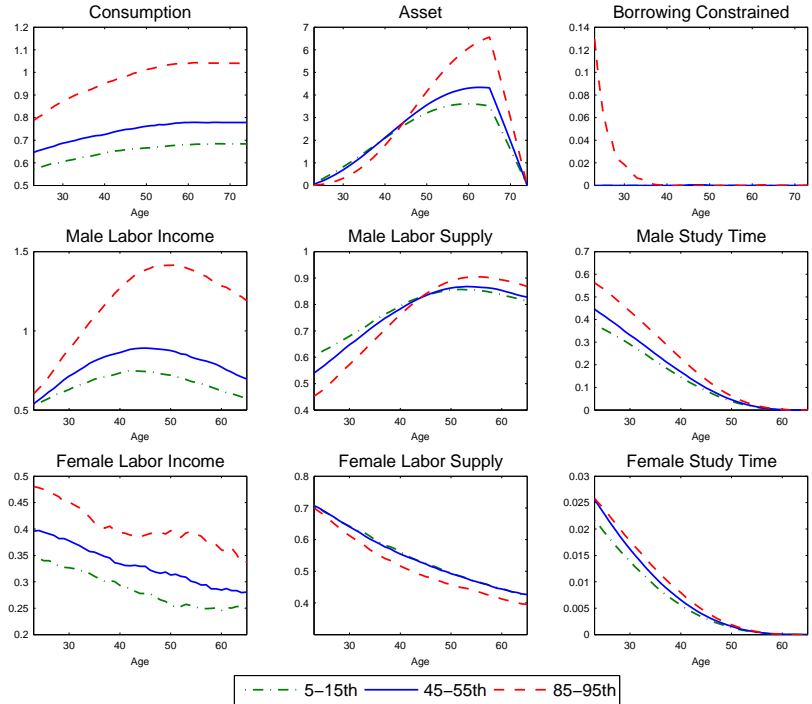 Consumption
Asset
Borrowing Constrained
1.2
1.1
1
0.9
0.8
0.7
0.6
0.5
30 40 50 60 70
Age
7
6
5
4
3
2
1
0
30 40 50 60 70
Age
0.14
0.12
0.1
0.08
0.06
0.04
0.02
0
30 40 50 60 70
Age
Male Labor Income
Male Labor Supply
Male Study Time
1.5
1
0.5
30 40 50 60
Age
1
0.9
0.8
0.7
0.6
0.5
0.4
30 40 50 60
Age
0.7
0.6
0.5
0.4
0.3
0.2
0.1
0
30 40 50 60
Age
Female Labor Income
Female Labor Supply
Female Study Time
0.5
0.45
0.4
0.35
0.3
0.25
0.2
30 40 50 60
Age
0.8
0.7
0.6
0.5
0.4
30 40 50 60
Age
0.03
0.025
0.02
0.015
0.01
0.005
0
30 40 50 60
Age
5−15th 45−55th 85−95th